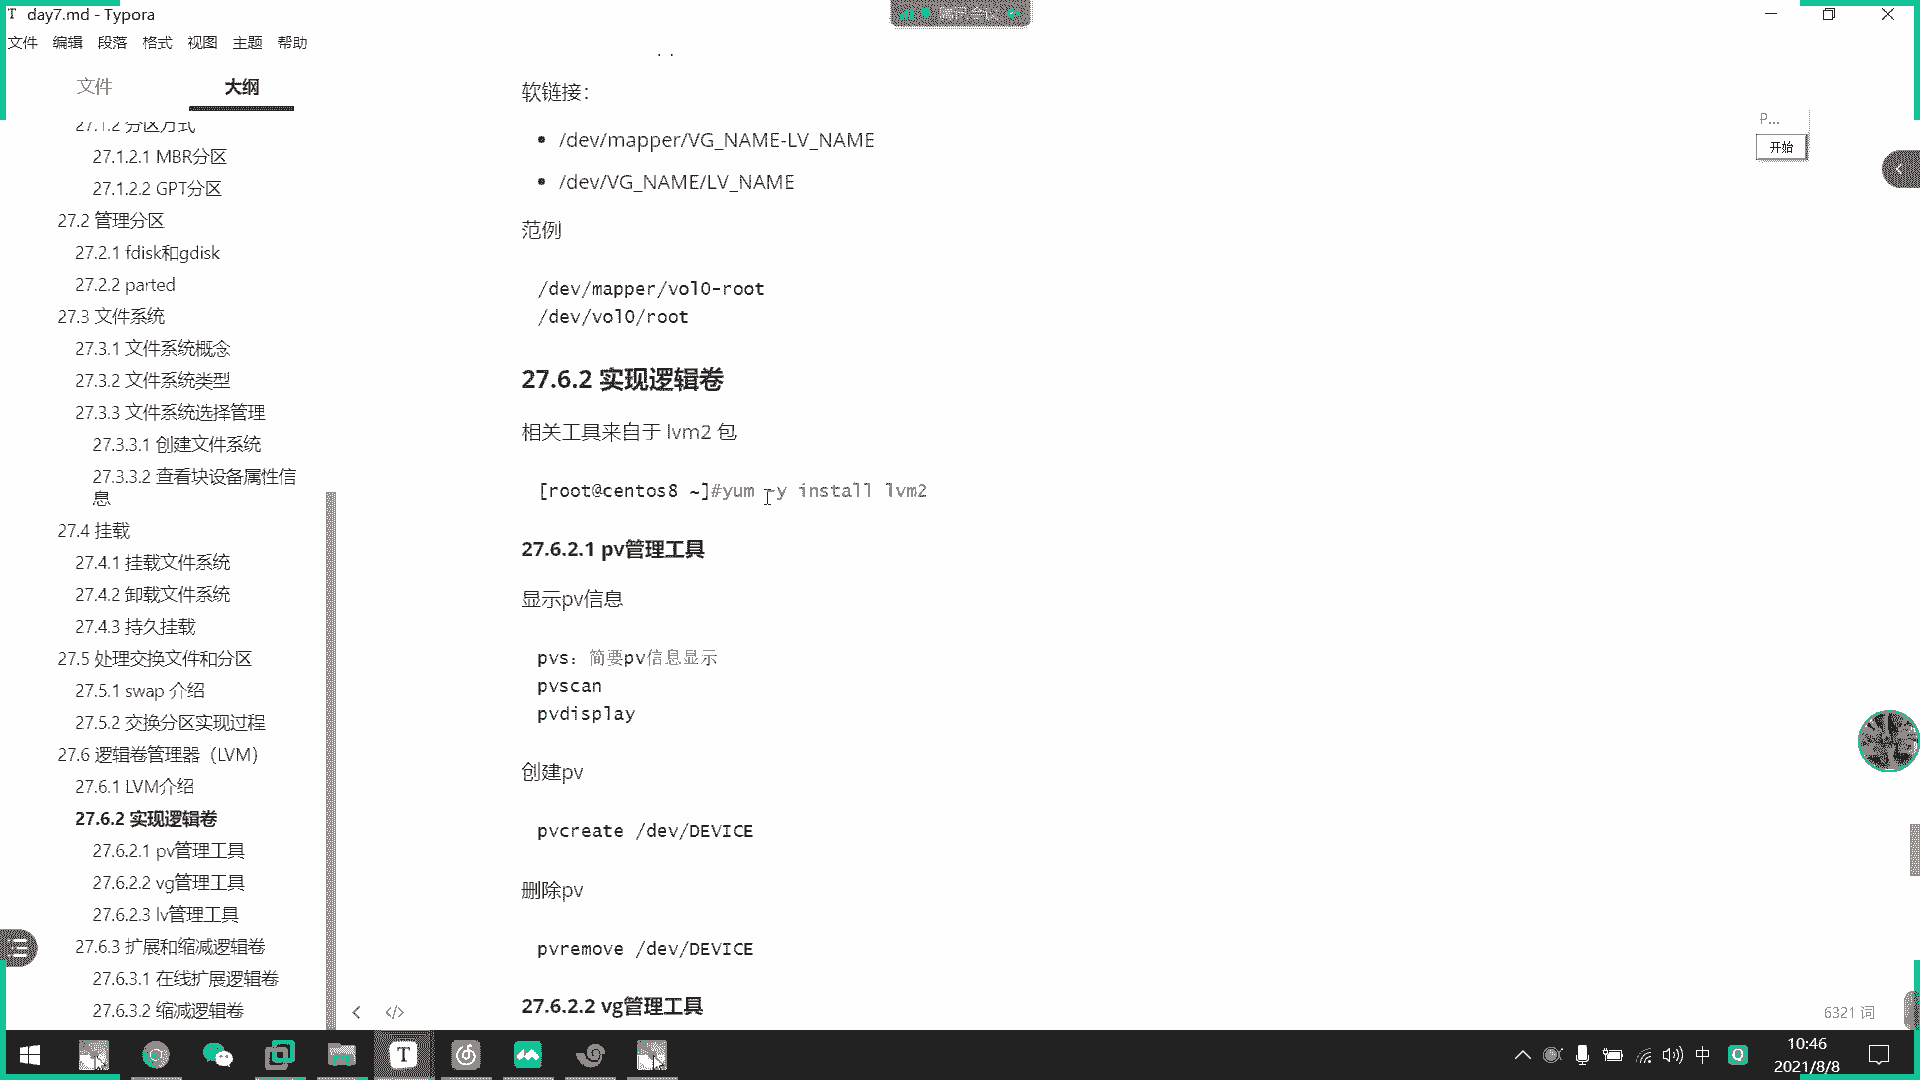 T day7.md - Typora
腾讯会议
文件 编辑 段落 格式 视图 主题 帮助
文件 大纲
27.1.2 分区方式
27.1.2.1 MBR分区
27.1.2.2 GPT分区
27.2 管理分区
27.2.1 fdisk和gdisk
27.2.2 parted
27.3 文件系统
27.3.1 文件系统概念
27.3.2 文件系统类型
27.3.3 文件系统选择管理
27.3.3.1 创建文件系统
27.3.3.2 查看块设备属性信
息
27.4 挂载
27.4.1 挂载文件系统
27.4.2 卸载文件系统
27.4.3 持久挂载
27.5 处理交换文件和分区
27.5.1 swap 介绍
27.5.2 交换分区实现过程
27.6 逻辑卷管理器（LVM）
27.6.1 LVM介绍
27.6.2 实现逻辑卷
27.6.2.1 pv管理工具
27.6.2.2 vg管理工具
27.6.2.3 lv管理工具
27.6.3 扩展和缩减逻辑卷
27.6.3.1 在线扩展逻辑卷
27.6.3.2 缩减逻辑卷
软链接：
• /dev/mapper/VG_NAME-LV_NAME
• /dev/VG_NAME/LV_NAME
范例
/dev/mapper/vol0-root
/dev/vol0/root
27.6.2 实现逻辑卷
相关工具来自于 lvm2 包
[root@centos8 ~]#yum -y install lvm2
27.6.2.1 pv管理工具
显示pv信息
pvs：简要pv信息显示
pvscan
pvdisplay
创建pv
pvcreate /dev/DEVICE
删除pv
pvremove /dev/DEVICE
27.6.2.2 vg管理工具
P...
开始
6321 词
中
10:46
2021/8/8